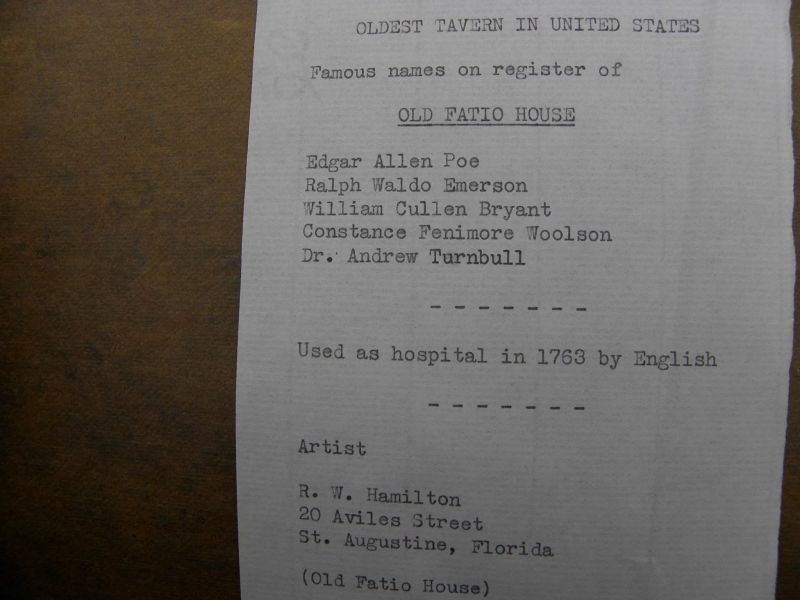 OLDEST TAVERN IN UNITED STATES
Famous names on register of
OLD FATIO HOUSE
Edgar Allen Poe
Ralph Waldo Emerson
William Cullen Bryant
Constance Fenimore Woolson
Dr. Andrew Turnbull
- - - - - - -
Used as hospital in 1763 by English
- - - - - - -
Artist
R. W. Hamilton
20 Aviles Street
St. Augustine, Florida
(Old Fatio House)